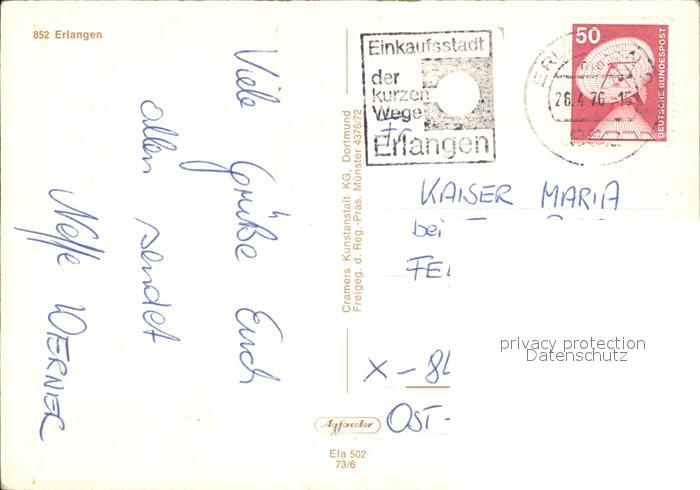 852 Erlangen
Einkaufsstadt
der
kurzen
Wege
Erlangen
50
DEUTSCHE BUNDESPOST
26.4.76
Viele Grüße Euch
allen sendet
Neffe WERNER
Cramers Kunstanstalt KG, Dortmund
Freigeg. d. Reg.-Präs. Münster 4376/72
KAISER MARIA
bei
X-
OST-
privacy protection
Datenschutz
Agfacolor
Ela 502
73/6